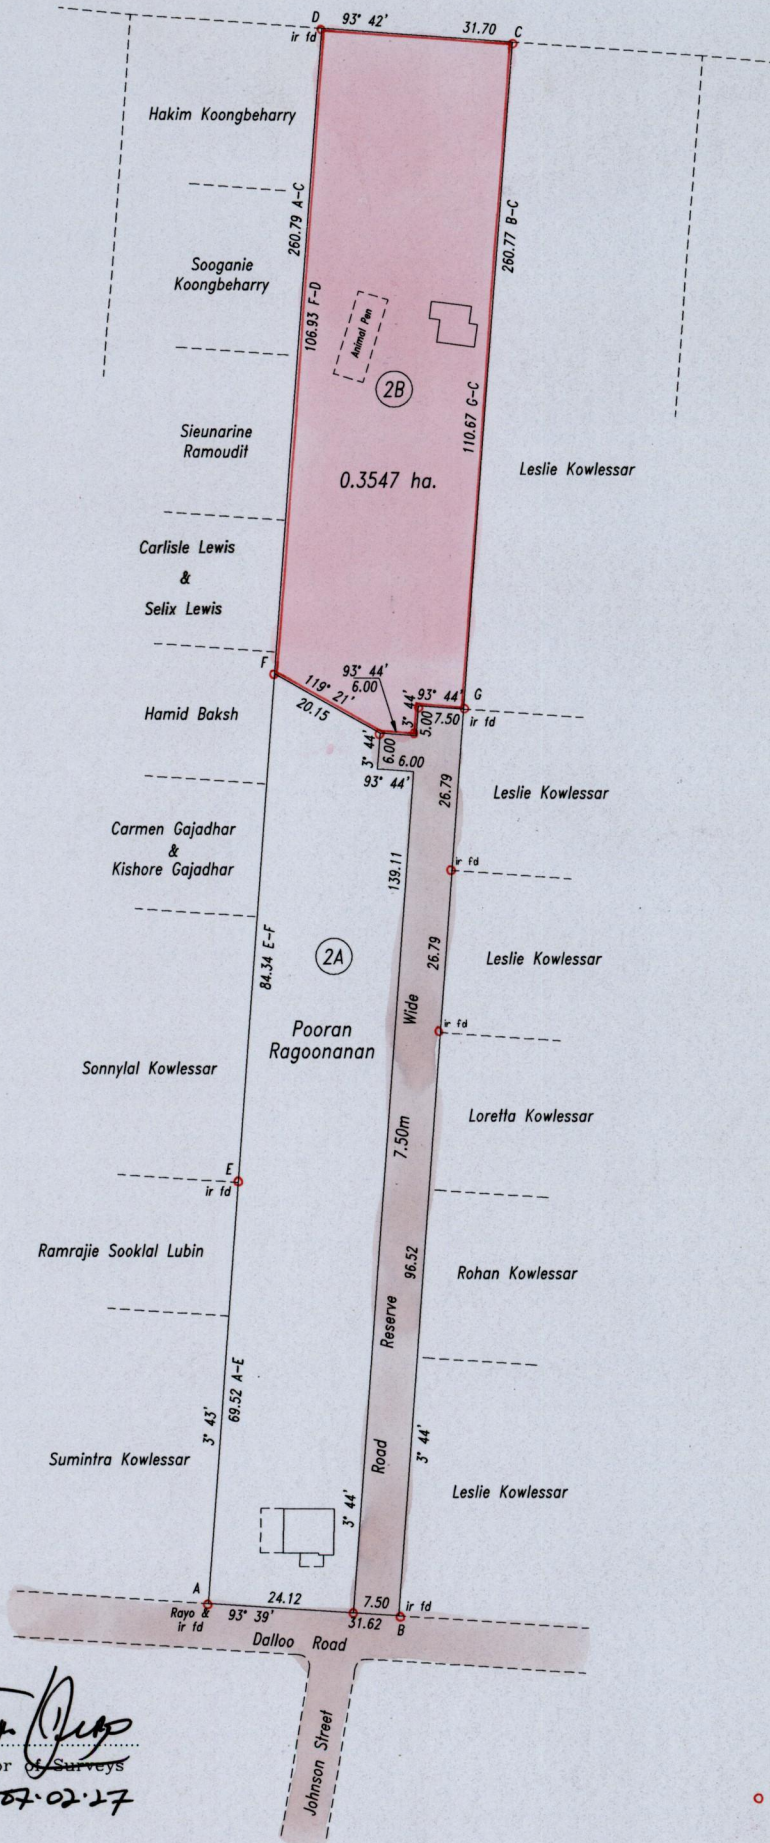 D 93° 42' 31.70 C
ir fd
Hakim Koongbeharry
260.79 A-C
260.77 B-C
Sooganie
Koongbeharry
106.93 F-D
Animal Pen
2B
110.67 G-C
Sieunarine
Ramoudit
Leslie Kowlessar
0.3547 ha.
Carlisle Lewis
&
Selix Lewis
F
93° 44'
6.00
119° 21'
20.15
93° 44' G
3° 44'
5.00
7.50
ir fd
Hamid Baksh
3° 44'
6.00
6.00
93° 44'
26.79
Leslie Kowlessar
Carmen Gajadhar
&
Kishore Gajadhar
139.11
ir fd
84.34 E-F
2A
26.79
Leslie Kowlessar
Wide
ir fd
Pooran
Ragoonanan
Sonnylal Kowlessar
Loretta Kowlessar
7.50m
E
ir fd
Ramrajie Sooklal Lubin
96.52
Rohan Kowlessar
Reserve
69.52 A-E
3° 43'
Sumintra Kowlessar
Road
3° 44'
Leslie Kowlessar
3° 44'
A
24.12
7.50
ir fd
Rayo &
ir fd
93° 39'
31.62
B
Dalloo Road
or of Surveys
07.02.27
Johnson Street